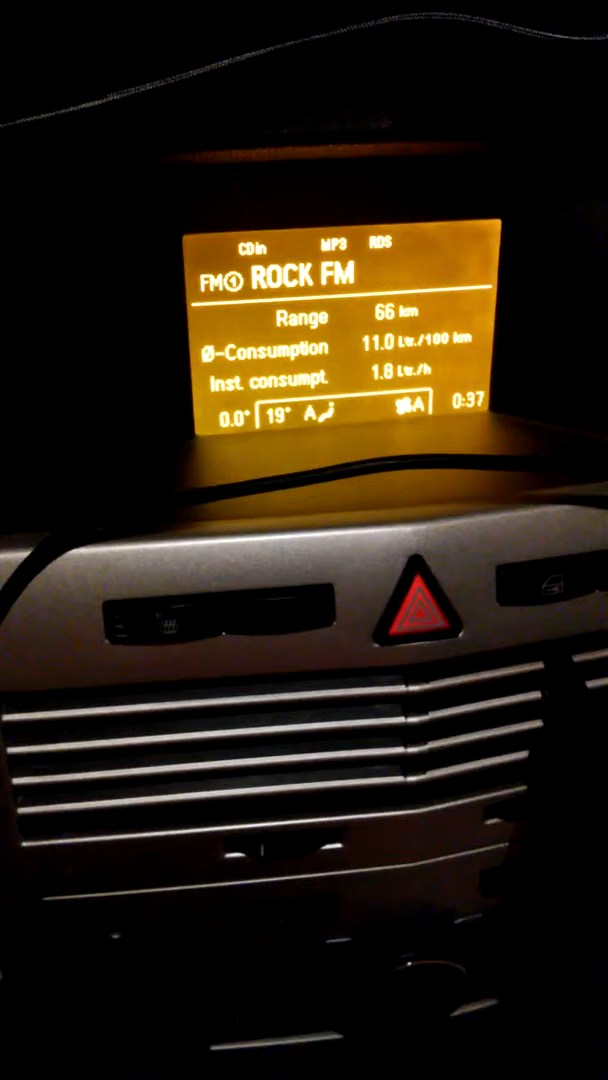 CDin MP3 RDS
FM① ROCK FM
Range 66 km
Ø-Consumption 11.0 Ltr./100 km
Inst. consumpt. 1.8 Ltr./h
0.0° 19° A A 0:37